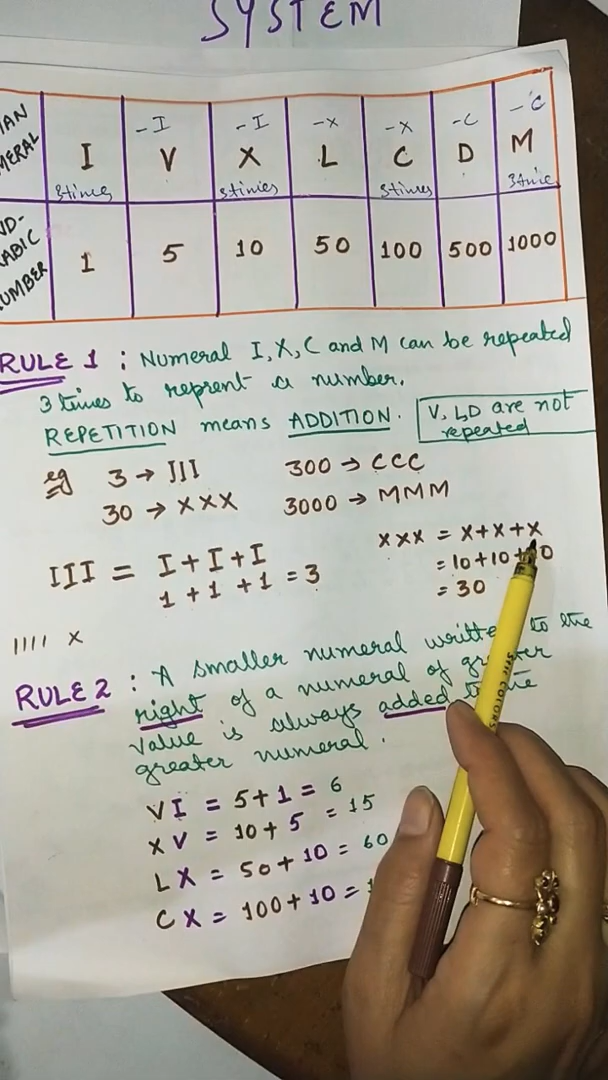 SYSTEM
-I -I -X -X -C -C
I V X L C D M
3times 3times 3times
1 5 10 50 100 500 1000
RULE 1 : NUMERAL I, X, C and M can be repeated
3 times to reprent a number.
REPETITION means ADDITION.
V, L, D are not
repeated
eg 3 → III 300 → CCC
30 → XXX 3000 → MMM
III = I + I + I
1 + 1 + 1 = 3
XXX = X+X+X
= 10+10+10
= 30
IIII X
RULE 2 : A smaller numeral written to the
right of a numeral of greater
value is always added to the
greater numeral.
VI = 5+1 = 6
XV = 10+5 = 15
LX = 50+10 = 60
CX = 100+10 =